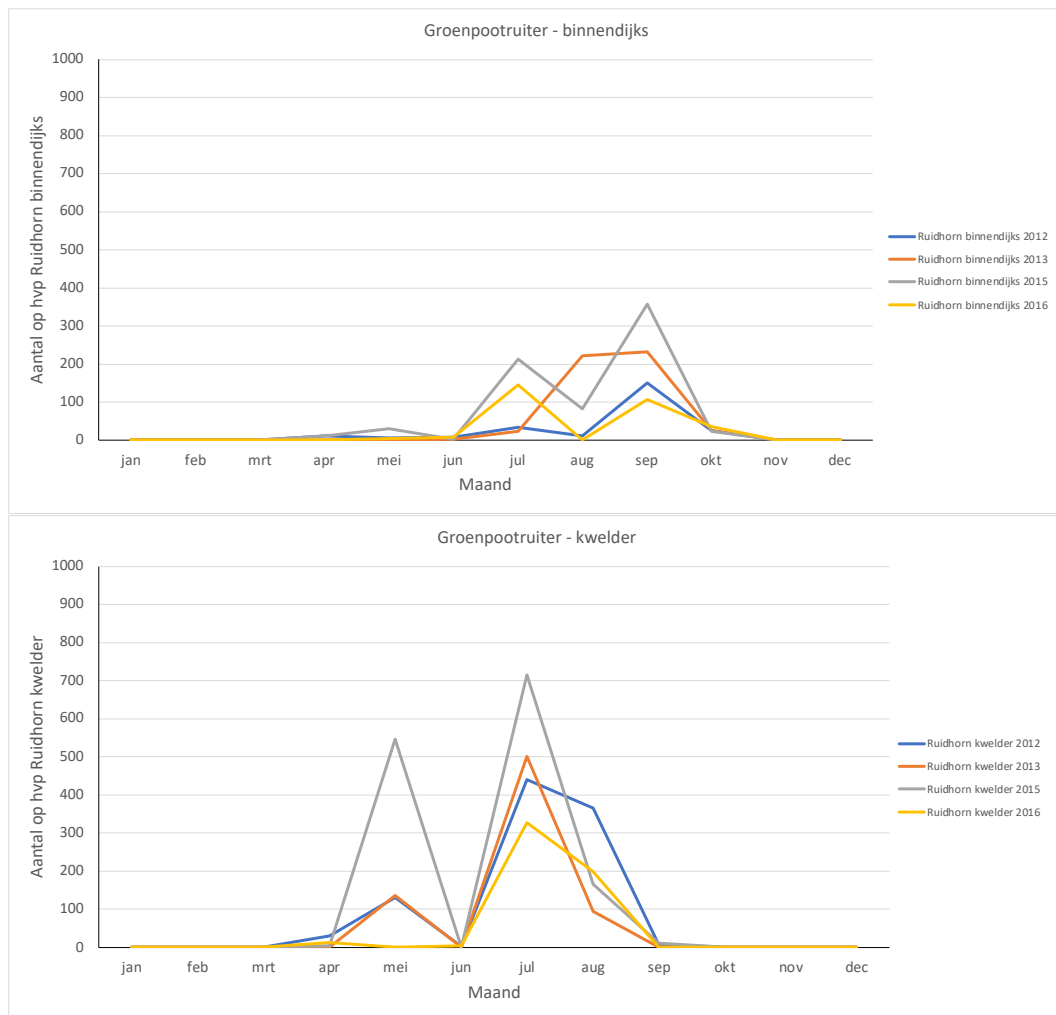 Groenpootruiter - binnendijks
1000
900
800
700
600
500
400
300
200
100
0
Aantal op hvp Ruidhorn binnendijks
jan feb mrt apr mei jun jul aug sep okt nov dec
Maand
Ruidhorn binnendijks 2012
Ruidhorn binnendijks 2013
Ruidhorn binnendijks 2015
Ruidhorn binnendijks 2016
Groenpootruiter - kwelder
1000
900
800
700
600
500
400
300
200
100
0
Aantal op hvp Ruidhorn kwelder
jan feb mrt apr mei jun jul aug sep okt nov dec
Maand
Ruidhorn kwelder 2012
Ruidhorn kwelder 2013
Ruidhorn kwelder 2015
Ruidhorn kwelder 2016